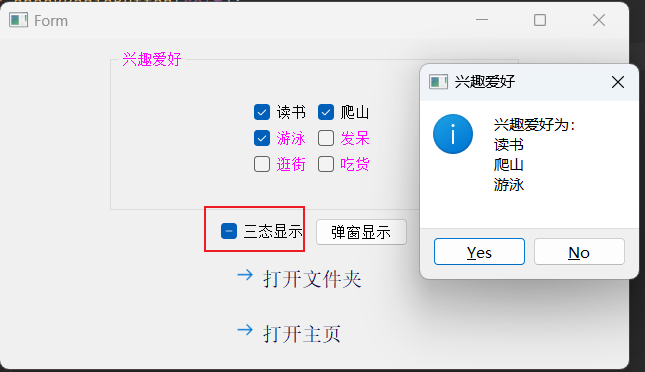 Form
兴趣爱好
读书 爬山
游泳 发呆
逛街 吃货
三态显示 弹窗显示
打开文件夹
打开主页
兴趣爱好
兴趣爱好为：
读书
爬山
游泳
Yes No